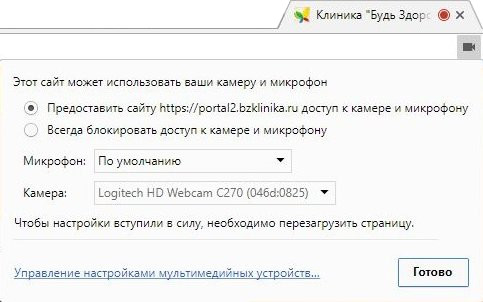 Клиника "Будь Здоро
Этот сайт может использовать ваши камеру и микрофон
Предоставить сайту https://portal2.bzklinika.ru доступ к камере и микрофону
Всегда блокировать доступ к камере и микрофону
Микрофон: По умолчанию
Камера: Logitech HD Webcam C270 (046d:0825)
Чтобы настройки вступили в силу, необходимо перезагрузить страницу.
Управление настройками мультимедийных устройств... Готово